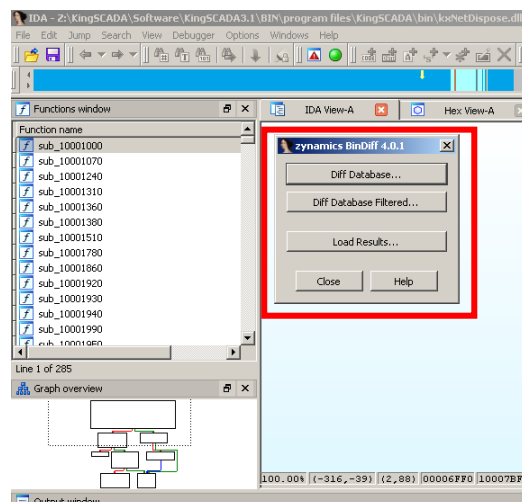 IDA - Z:\KingSCADA\Software\KingSCADA3.1\BIN\program files\KingSCADA\bin\kxNetDispose.dll
File Edit Jump Search View Debugger Options Windows Help
Functions window
IDA View-A
Hex View-A
Function name
sub_10001000
sub_10001070
sub_10001240
sub_10001310
sub_10001360
sub_10001380
sub_10001510
sub_10001780
sub_10001860
sub_10001920
sub_10001930
sub_10001940
sub_10001990
sub_100019E0
zynamics BinDiff 4.0.1
Diff Database...
Diff Database Filtered...
Load Results...
Close Help
Line 1 of 285
Graph overview
100.00% (-316,-39) (2,88) 00006FF0 10007BF
Output window